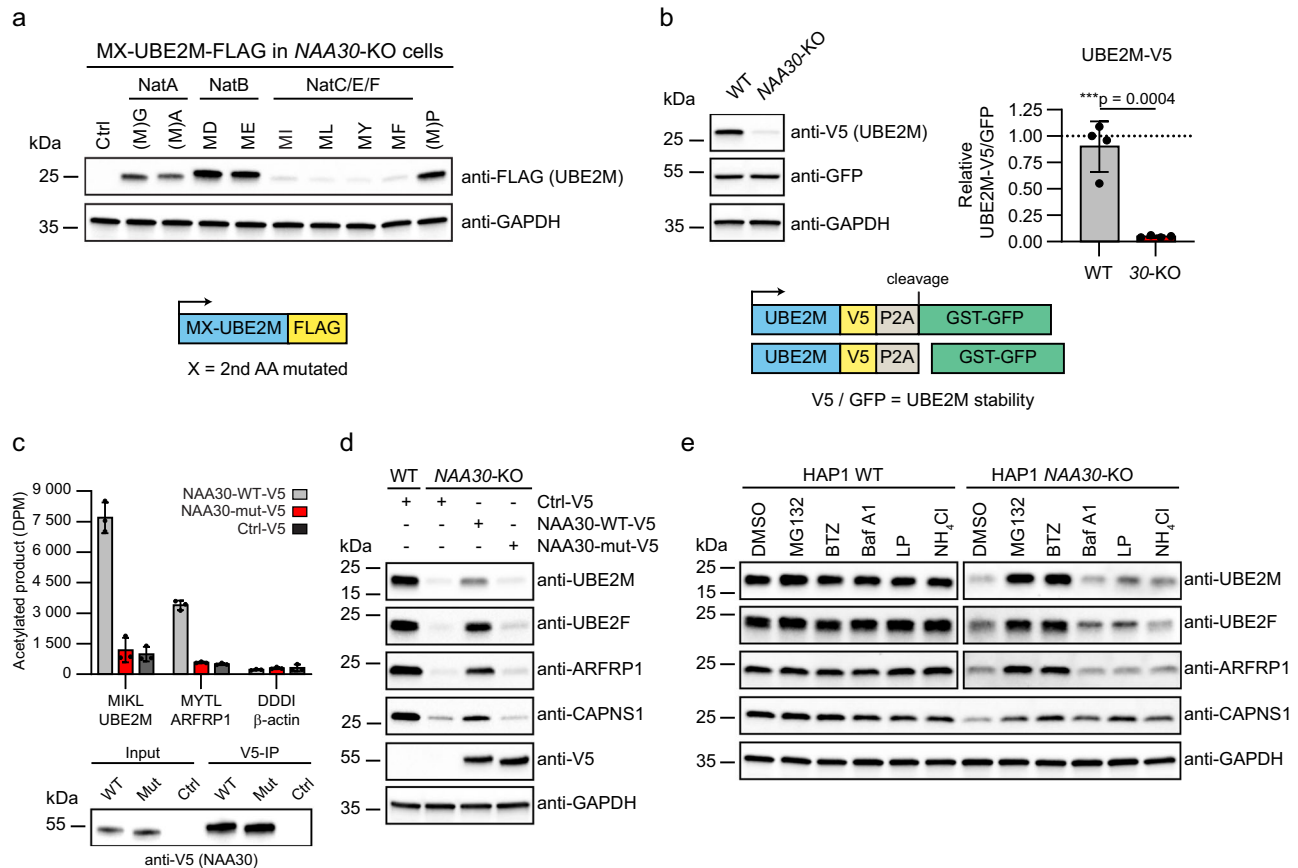 a
MX-UBE2M-FLAG in NAA30-KO cells
NatA NatB NatC/E/F
kDa Ctrl (M)G (M)A MD ME MI ML MY MF (M)P
25 anti-FLAG (UBE2M)
35 anti-GAPDH
MX-UBE2M FLAG
X = 2nd AA mutated
b
WT NAA30-KO
kDa
25 anti-V5 (UBE2M)
55 anti-GFP
35 anti-GAPDH
UBE2M-V5
***p = 0.0004
Relative
UBE2M-V5/GFP
1.25
1.00
0.75
0.50
0.25
0.00
WT 30-KO
cleavage
UBE2M V5 P2A GST-GFP
UBE2M V5 P2A GST-GFP
V5 / GFP = UBE2M stability
c
Acetylated product (DPM)
9 000
7 500
4 500
3 000
1 500
0
NAA30-WT-V5
NAA30-mut-V5
Ctrl-V5
MIKL MYTL DDDI
UBE2M ARFRP1 β-actin
Input V5-IP
kDa WT Mut Ctrl WT Mut Ctrl
55
anti-V5 (NAA30)
d
WT NAA30-KO
+ + - - Ctrl-V5
- - + - NAA30-WT-V5
- - - + NAA30-mut-V5
kDa
25
15 anti-UBE2M
25 anti-UBE2F
25 anti-ARFRP1
25 anti-CAPNS1
55 anti-V5
35 anti-GAPDH
e
HAP1 WT HAP1 NAA30-KO
kDa DMSO MG132 BTZ Baf A1 LP NH₄Cl DMSO MG132 BTZ Baf A1 LP NH₄Cl
25
15 anti-UBE2M
25 anti-UBE2F
25 anti-ARFRP1
25 anti-CAPNS1
35 anti-GAPDH